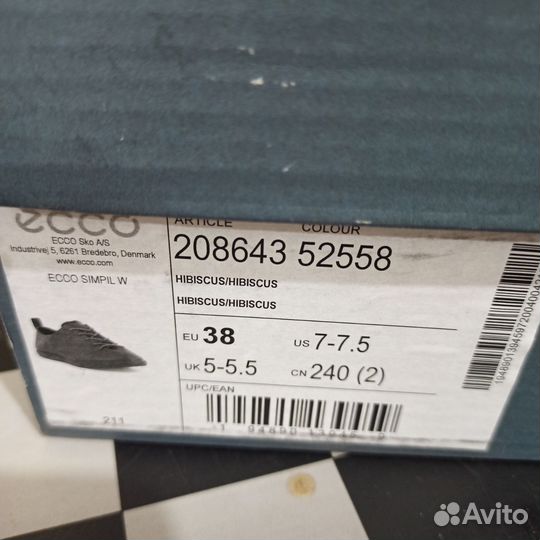 ecco
ARTICLE COLOUR
ECCO Sko A/S
Industrivej 5, 6261 Bredebro, Denmark
www.ecco.com
208643 52558
ECCO SIMPIL W
HIBISCUS/HIBISCUS
HIBISCUS/HIBISCUS
EU 38 US 7-7.5
UK 5-5.5 CN 240 (2)
UPC/EAN
211
Avito